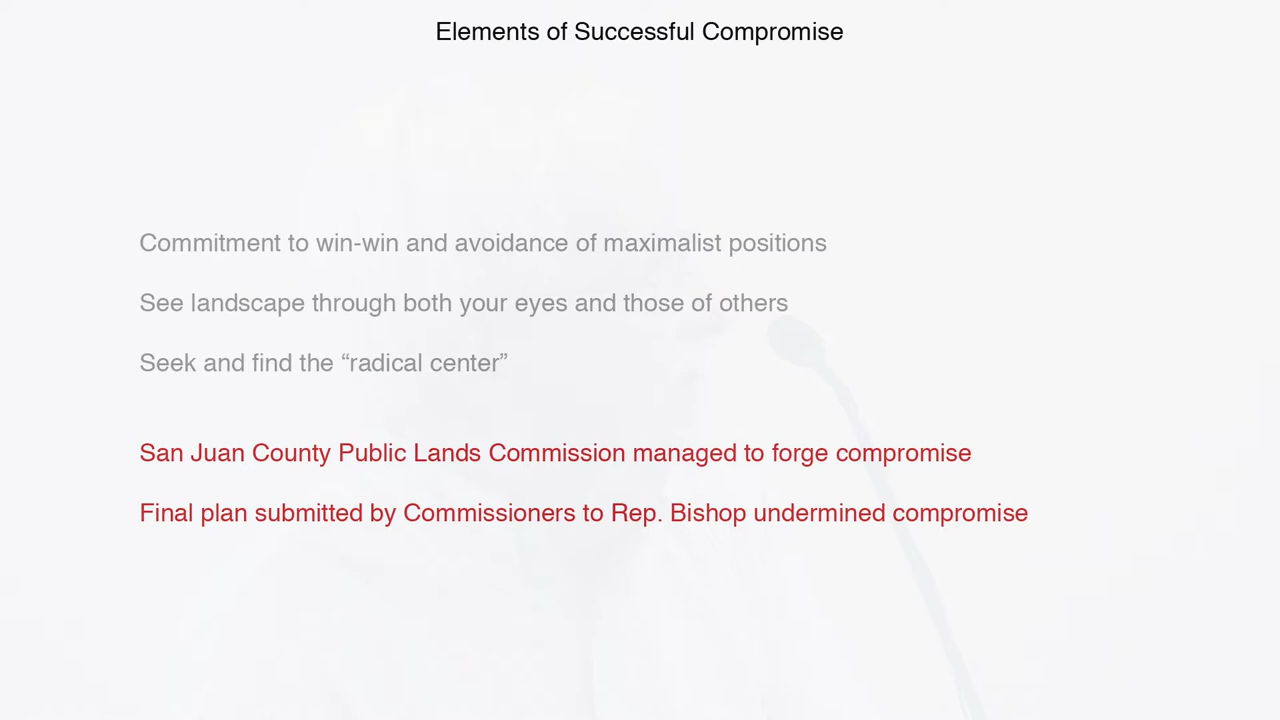 Elements of Successful Compromise
Commitment to win-win and avoidance of maximalist positions
See landscape through both your eyes and those of others
Seek and find the “radical center”
San Juan County Public Lands Commission managed to forge compromise
Final plan submitted by Commissioners to Rep. Bishop undermined compromise